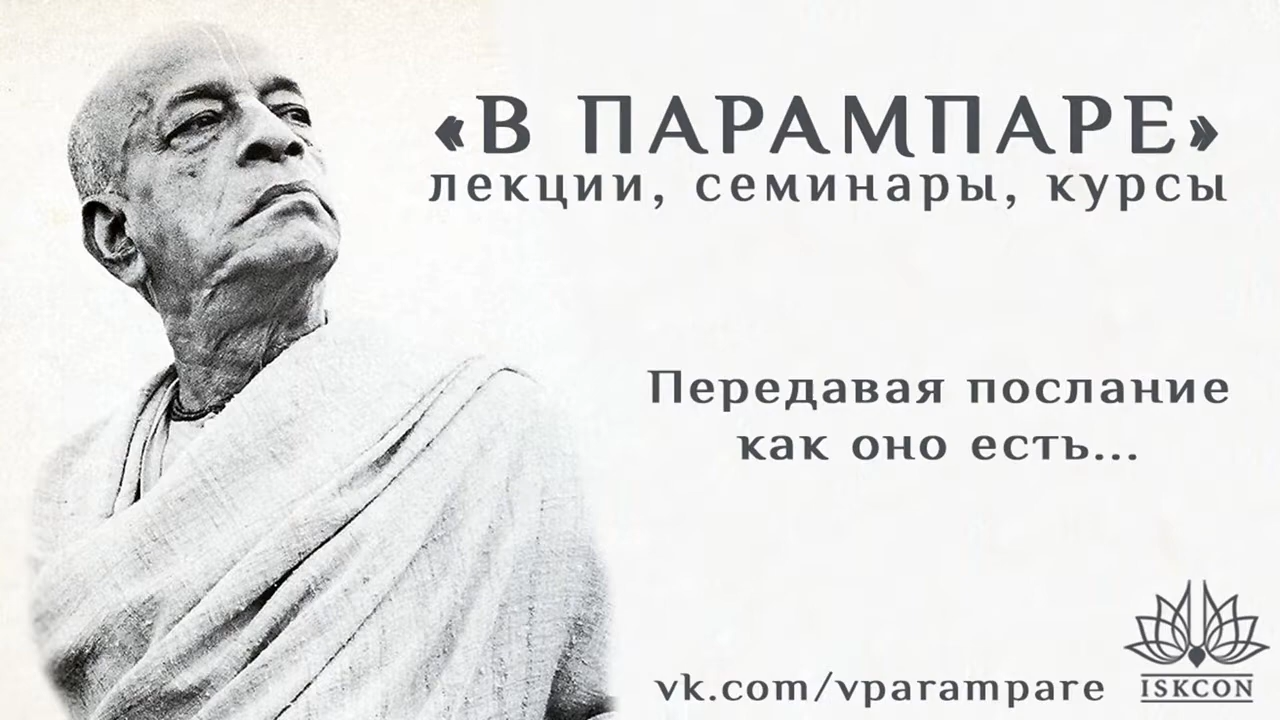 «В ПАРАМПАРЕ»
лекции, семинары, курсы
Передавая послание
как оно есть...
vk.com/vparampare
ISKCON